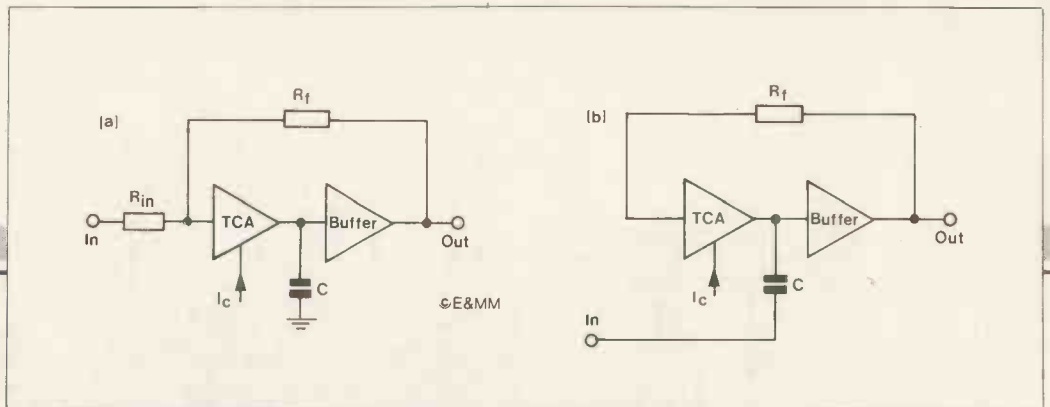 [a]
Rf
Rin
In
TCA
Buffer
Out
Ic
C
©E&MM
[b]
Rf
TCA
Buffer
Out
Ic
C
In